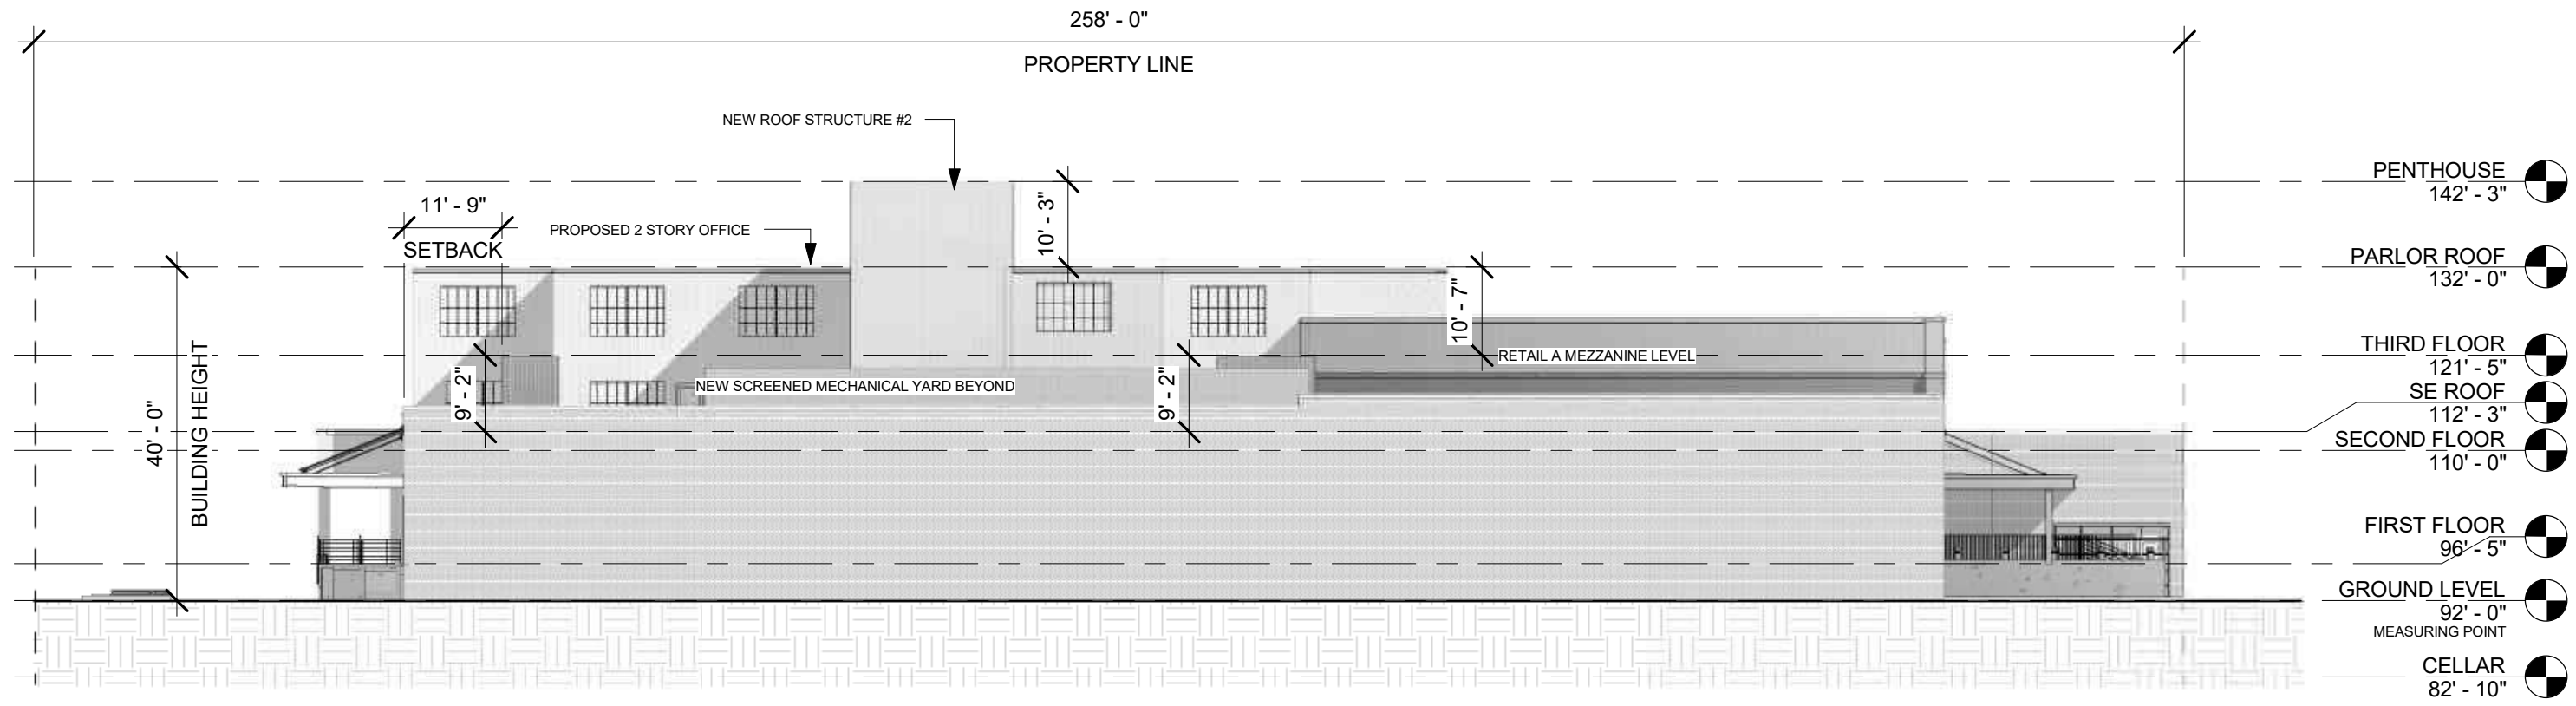 258' - 0"
PROPERTY LINE
NEW ROOF STRUCTURE #2
PENTHOUSE
142' - 3"
11' - 9"
SETBACK
PROPOSED 2 STORY OFFICE
10' - 3"
PARLOR ROOF
132' - 0"
10' - 7"
RETAIL A MEZZANINE LEVEL
THIRD FLOOR
121' - 5"
9' - 2"
NEW SCREENED MECHANICAL YARD BEYOND
9' - 2"
SE ROOF
112' - 3"
40' - 0"
BUILDING HEIGHT
SECOND FLOOR
110' - 0"
FIRST FLOOR
96' - 5"
GROUND LEVEL
92' - 0"
MEASURING POINT
CELLAR
82' - 10"